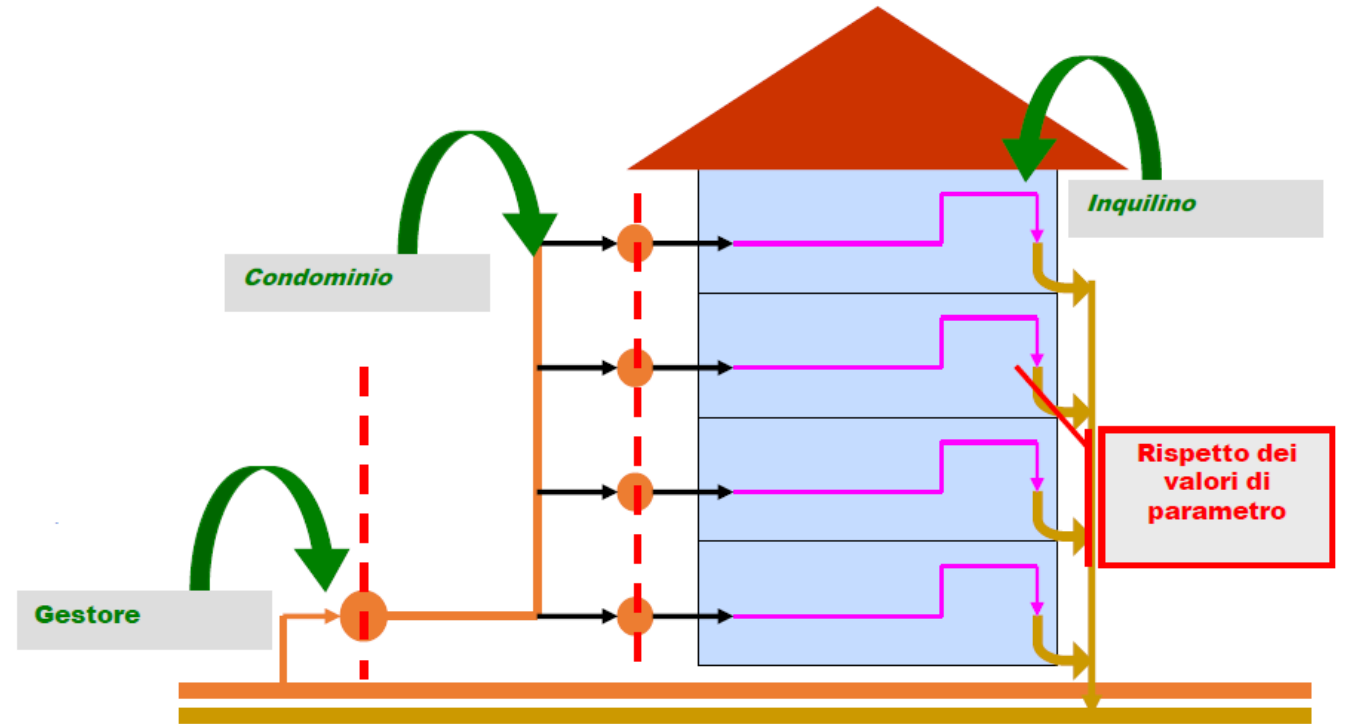 Inquilino
Condominio
Rispetto dei
valori di
parametro
Gestore